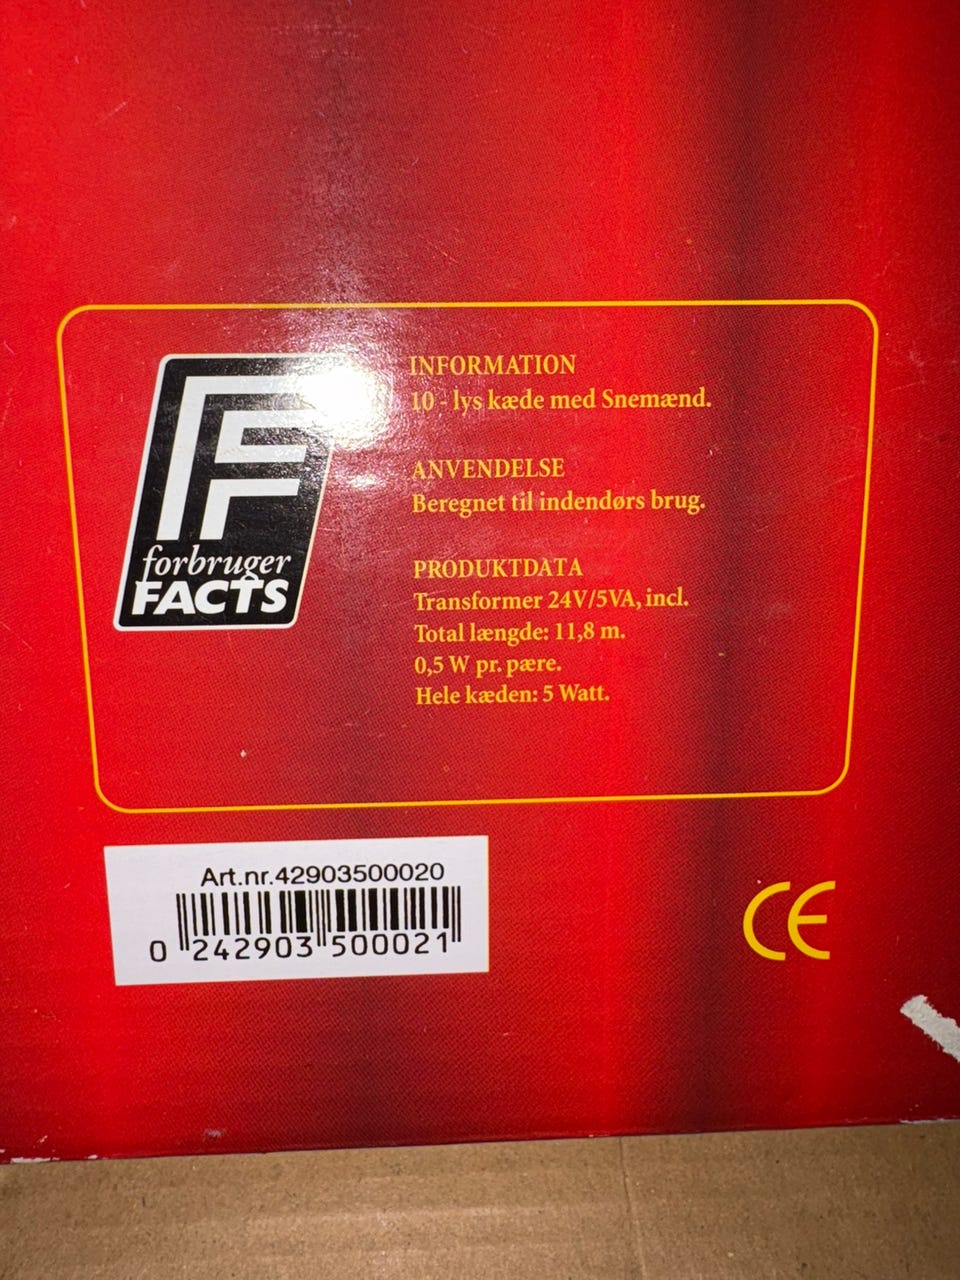 F
forbruger
FACTS
INFORMATION
10 - lys kæde med Snemænd.
ANVENDELSE
Beregnet til indendørs brug.
PRODUKTDATA
Transformer 24V/5VA, incl.
Total længde: 11,8 m.
0,5 W pr. pære.
Hele kæden: 5 Watt.
Art.nr.42903500020
0 242903 500021
CE